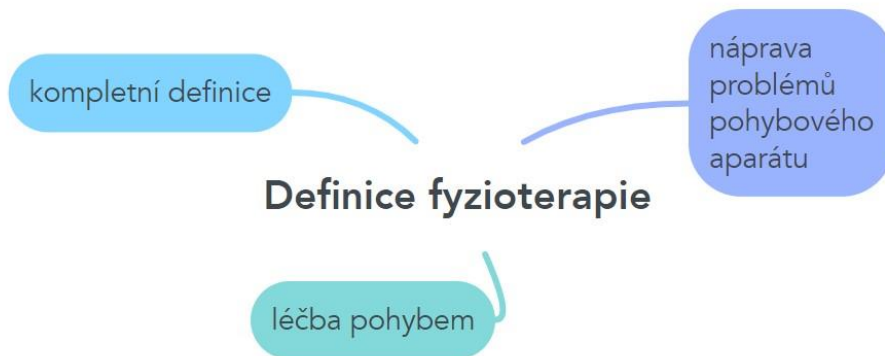 kompletní definice
náprava
problémů
pohybového
aparátu
Definice fyzioterapie
léčba pohybem